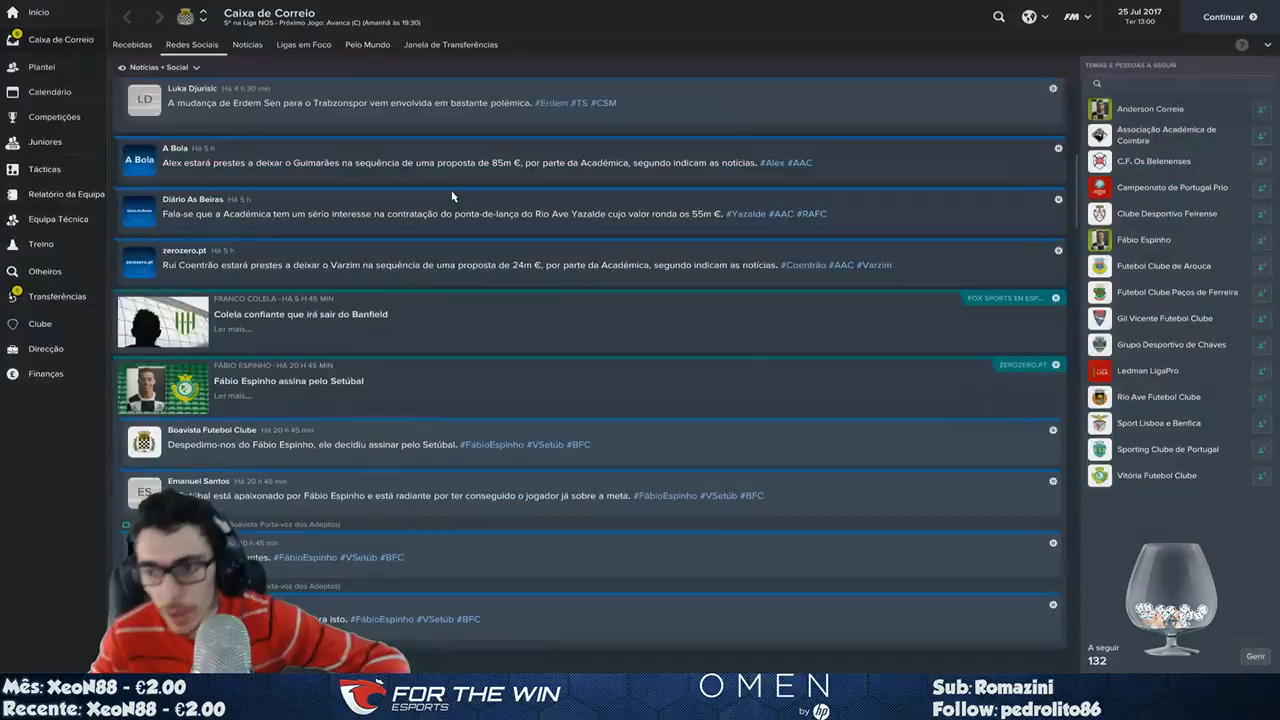 Início
Caixa de Correio
Plantel
Calendário
Competições
Juniores
Tácticas
Relatório da Equipa
Equipa Técnica
Treino
Olheiros
Transferências
Clube
Direcção
Finanças
Caixa de Correio
5º na Liga NOS - Próximo Jogo: Avanca (C) (Amanhã às 19:30)
FM
25 Jul 2017
Ter 13:00
Continuar
Recebidas
Redes Sociais
Notícias
Ligas em Foco
Pelo Mundo
Janela de Transferências
Notícias + Social
LD
Luka Djurisic Há 4 h 30 min
A mudança de Erdem Sen para o Trabzonspor vem envolvida em bastante polémica. #Erdem #TS #CSM
A Bola
A Bola Há 5 h
Alex estará prestes a deixar o Guimarães na sequência de uma proposta de 85m €, por parte da Académica, segundo indicam as notícias. #Alex #AAC
Diário As Beiras Há 5 h
Fala-se que a Académica tem um sério interesse na contratação do ponta-de-lança do Rio Ave Yazalde cujo valor ronda os 55m €. #Yazalde #AAC #RAFC
zerozero.pt
zerozero.pt Há 5 h
Rui Coentrão estará prestes a deixar o Varzim na sequência de uma proposta de 24m €, por parte da Académica, segundo indicam as notícias. #Coentrão #AAC #Varzim
FRANCO COLELA - HÁ 5 H 45 MIN
FOX SPORTS EN ESP...
Colela confiante que irá sair do Banfield
Ler mais...
FÁBIO ESPINHO - HÁ 20 H 45 MIN
ZEROZERO.PT
Fábio Espinho assina pelo Setúbal
Ler mais...
Boavista Futebol Clube Há 20 h 45 min
Despedimo-nos do Fábio Espinho, ele decidiu assinar pelo Setúbal. #FábioEspinho #VSetúb #BFC
ES
Emanuel Santos Há 20 h 45 min
está apaixonado por Fábio Espinho e está radiante por ter conseguido o jogador já sobre a meta. #FábioEspinho #VSetúb #BFC
Boavista Porta-voz dos Adeptos)
h 45 min
#FábioEspinho #VSetúb #BFC
dos Adeptos)
isto. #FábioEspinho #VSetúb #BFC
TEMAS E PESSOAS A SEGUIR
Anderson Correia
Associação Académica de
Coimbra
C.F. Os Belenenses
Campeonato de Portugal Prio
Clube Desportivo Feirense
Fábio Espinho
Futebol Clube de Arouca
Futebol Clube Paços de Ferreira
Gil Vicente Futebol Clube
Grupo Desportivo de Chaves
Ledman LigaPro
Rio Ave Futebol Clube
Sport Lisboa e Benfica
Sporting Clube de Portugal
Vitória Futebol Clube
A seguir
132
Gerir
Mês: XeoN88 - €2.00
Recente: XeoN88 - €2.00
FOR THE WIN
ESPORTS
OMEN
by hp
Sub: Romazini
Follow: pedrolito86